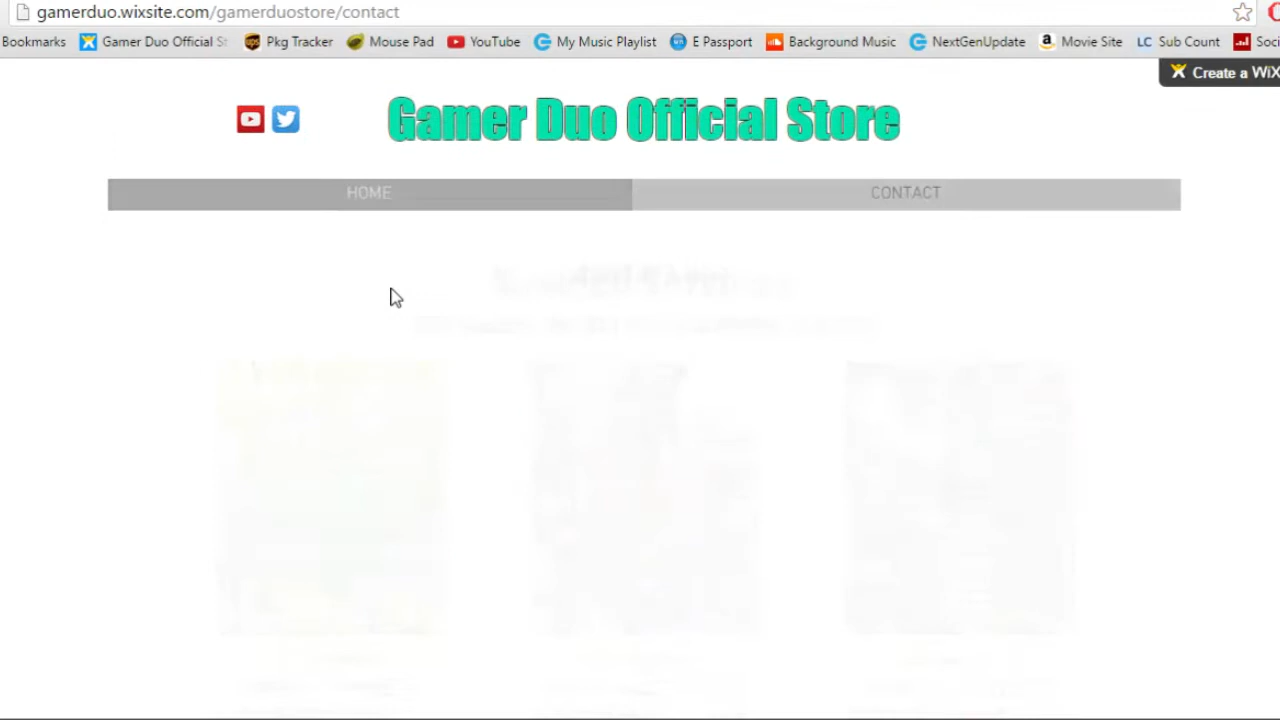 gamerduo.wixsite.com/gamerduostore/contact
Bookmarks Gamer Duo Official St Pkg Tracker Mouse Pad YouTube My Music Playlist E Passport Background Music NextGenUpdate Movie Site LC Sub Count Soci
Create a WiX
Gamer Duo Official Store
HOME CONTACT